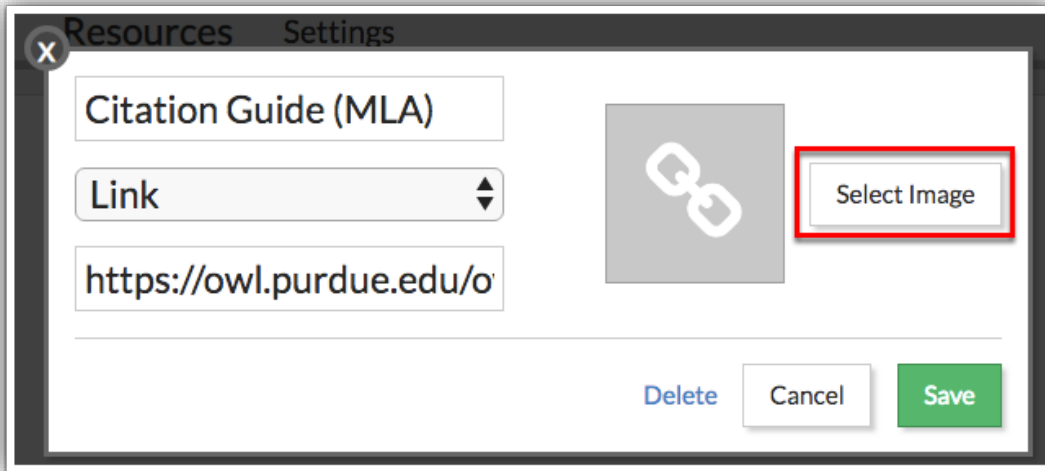 Resources Settings
X
Citation Guide (MLA)
Link
https://owl.purdue.edu/o
Select Image
Delete Cancel Save